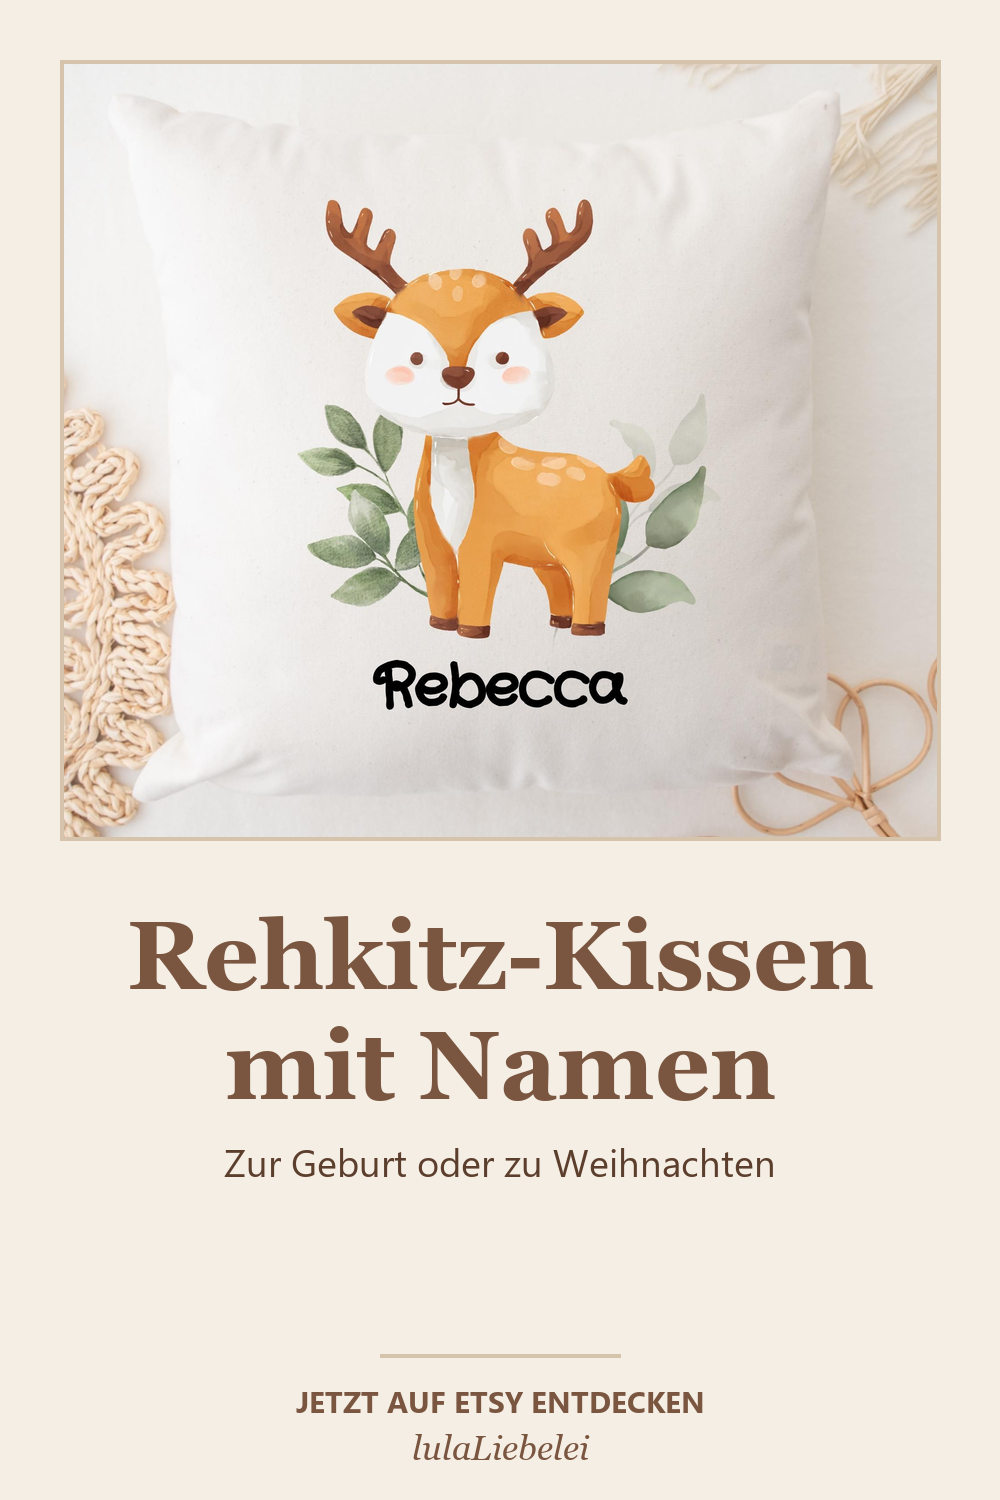 Rebecca
Rehkitz-Kissen
mit Namen
Zur Geburt oder zu Weihnachten
JETZT AUF ETSY ENTDECKEN
lulaLiebelei